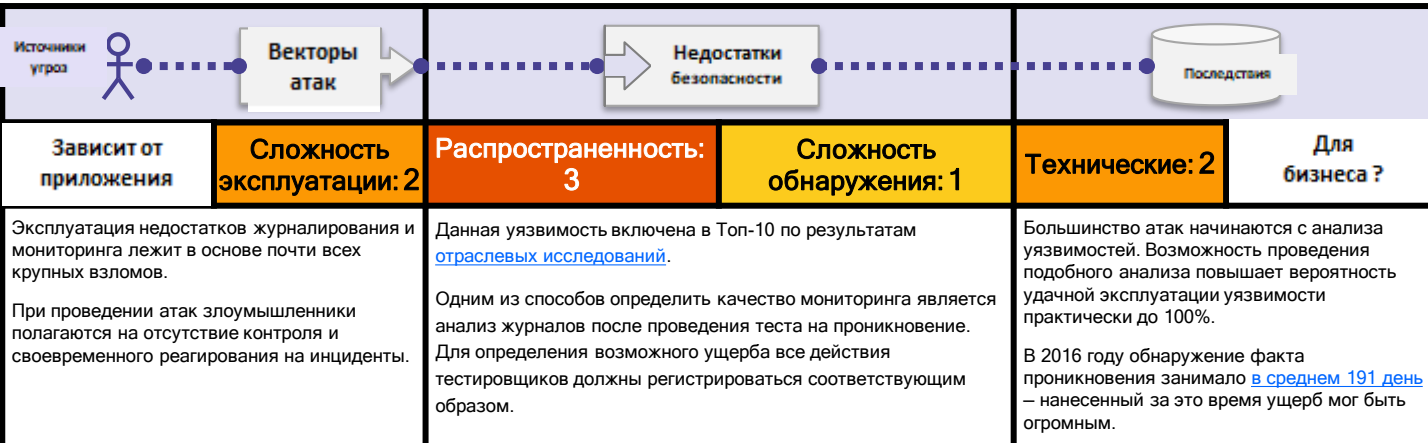 Источники
угроз
Векторы
атак
Недостатки
безопасности
Последствия
Зависит от
приложения
Сложность
эксплуатации: 2
Распространенность:
3
Сложность
обнаружения: 1
Технические: 2
Для
бизнеса ?
Эксплуатация недостатков журналирования и
мониторинга лежит в основе почти всех
крупных взломов.
При проведении атак злоумышленники
полагаются на отсутствие контроля и
своевременного реагирования на инциденты.
Данная уязвимость включена в Топ-10 по результатам
отраслевых исследований.
Одним из способов определить качество мониторинга является
анализ журналов после проведения теста на проникновение.
Для определения возможного ущерба все действия
тестировщиков должны регистрироваться соответствующим
образом.
Большинство атак начинаются с анализа
уязвимостей. Возможность проведения
подобного анализа повышает вероятность
удачной эксплуатации уязвимости
практически до 100%.
В 2016 году обнаружение факта
проникновения занимало в среднем 191 день
– нанесенный за это время ущерб мог быть
огромным.